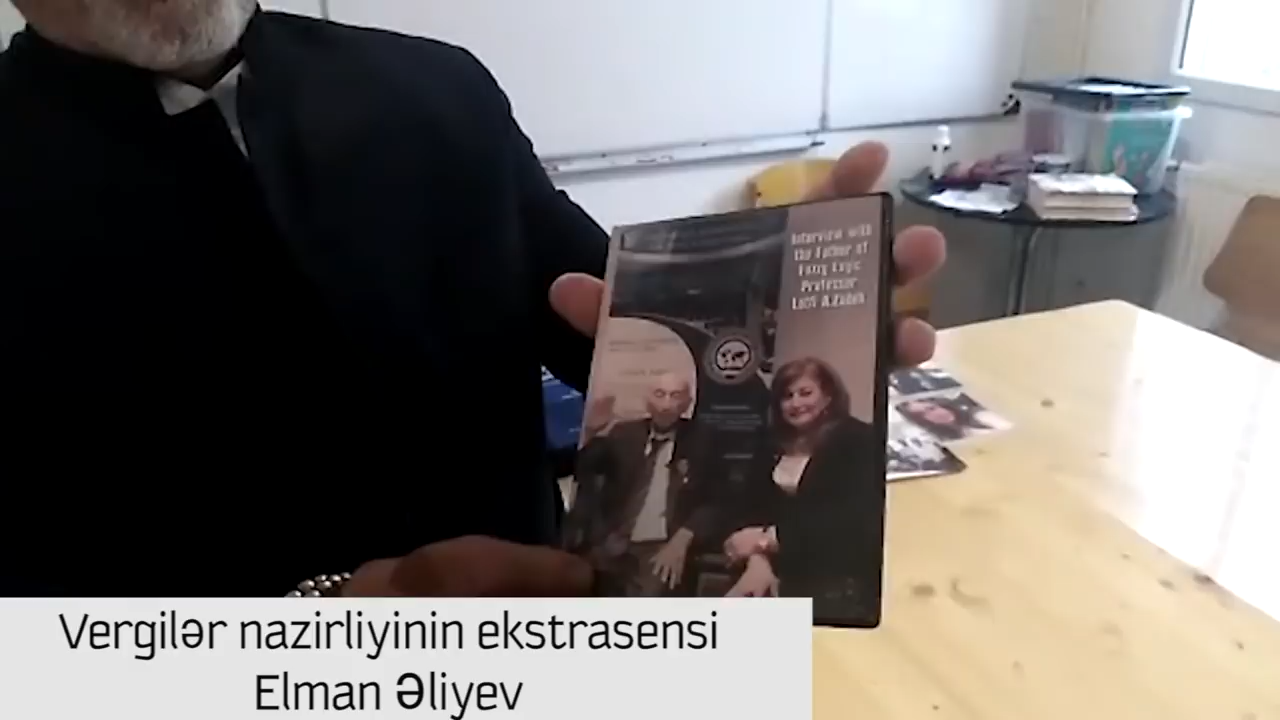 Interview with
the Father of
Fuzzy Logic
Professor
Lotfi A.Zadeh
Vergilər nazirliyinin ekstrasensi
Elman Əliyev